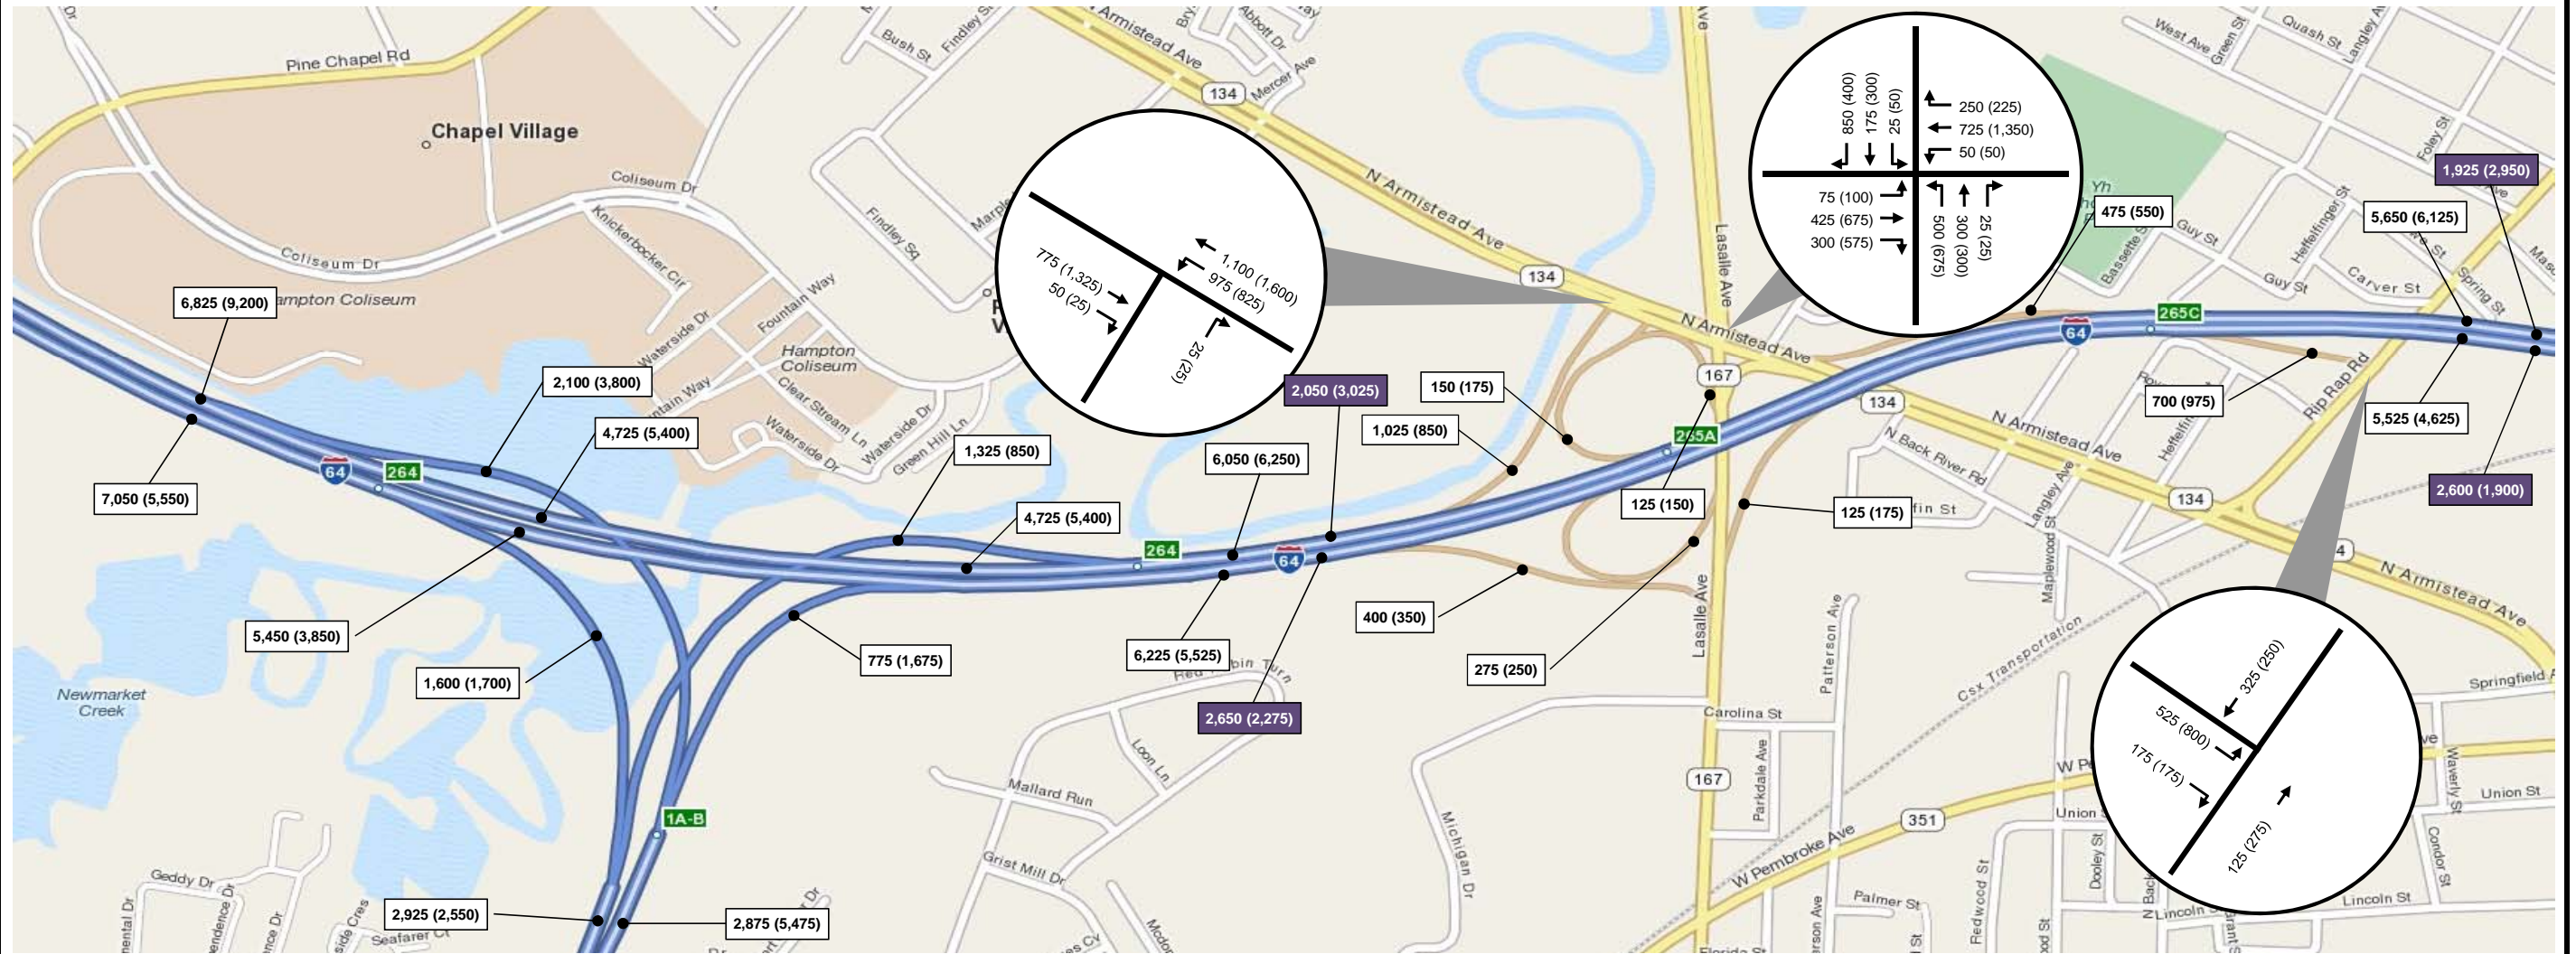 Pine Chapel Rd
Chapel Village
Coliseum Dr
Coliseum Dr
Knickerbocker Cir
Hampton
Coliseum
Waterside Dr
Fountain Way
Clear Stream Ln
Waterside Dr
Waterside Dr
Green Hill Ln
Bush St
Findley Sq
Abbott Dr
Mercer Ave
N Armistead Ave
134
N Armistead Ave
134
N Armistead Ave
Lasalle Ave
167
134
N Armistead Ave
134
N Armistead Ave
West Ave
Green St
Quash St
Foley St
Guy St
Guy St
Heffelfinger St
Carver St
Spring St
Rip Rap Rd
N Back River Rd
Langley Ave
Maplewood St
Lasalle Ave
Patterson Ave
Csx Transportation
Carolina St
Parkdale Ave
167
351
W Pembroke Ave
Michigan Dr
Loon Ln
Mallard Run
Grist Mill Dr
Palmer St
Redwood St
Dooley St
Lincoln St
Lincoln St
Union St
Union St
Waverly St
Condor St
Newmarket
Creek
Geddy Dr
64
264
264
64
265A
265C
64
1A-B
6,825 (9,200)
7,050 (5,550)
2,100 (3,800)
4,725 (5,400)
5,450 (3,850)
1,600 (1,700)
1,325 (850)
4,725 (5,400)
775 (1,675)
2,925 (2,550)
2,875 (5,475)
6,050 (6,250)
6,225 (5,525)
2,050 (3,025)
2,650 (2,275)
150 (175)
1,025 (850)
400 (350)
275 (250)
125 (150)
125 (175)
475 (550)
700 (975)
5,650 (6,125)
5,525 (4,625)
1,925 (2,950)
2,600 (1,900)
775 (1,325)
50 (25)
1,100 (1,600)
975 (825)
25 (25)
850 (400)
175 (300)
25 (50)
250 (225)
725 (1,350)
50 (50)
75 (100)
425 (675)
300 (575)
500 (675)
300 (300)
25 (25)
325 (250)
525 (800)
175 (175)
125 (275)